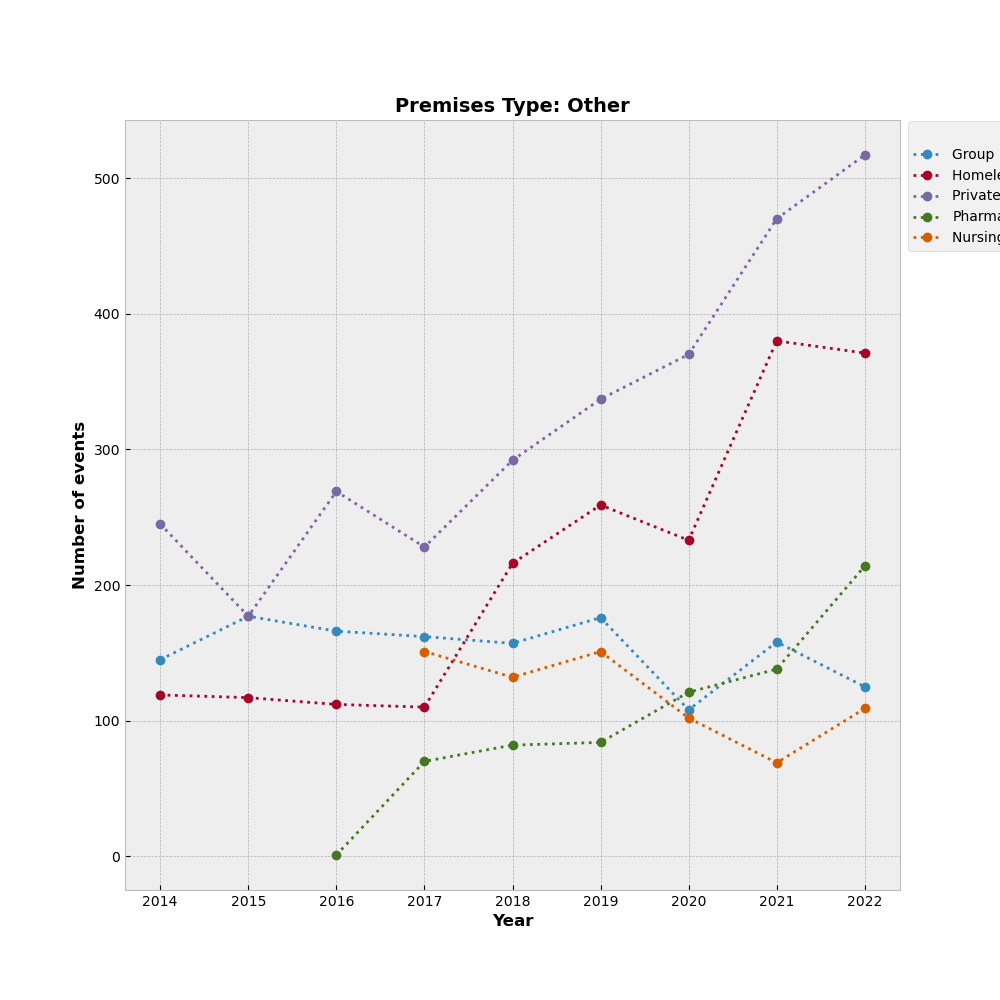 Premises Type: Other
Number of events
500
400
300
200
100
0
2014 2015 2016 2017 2018 2019 2020 2021 2022
Year
Group
Homele
Private
Pharma
Nursing